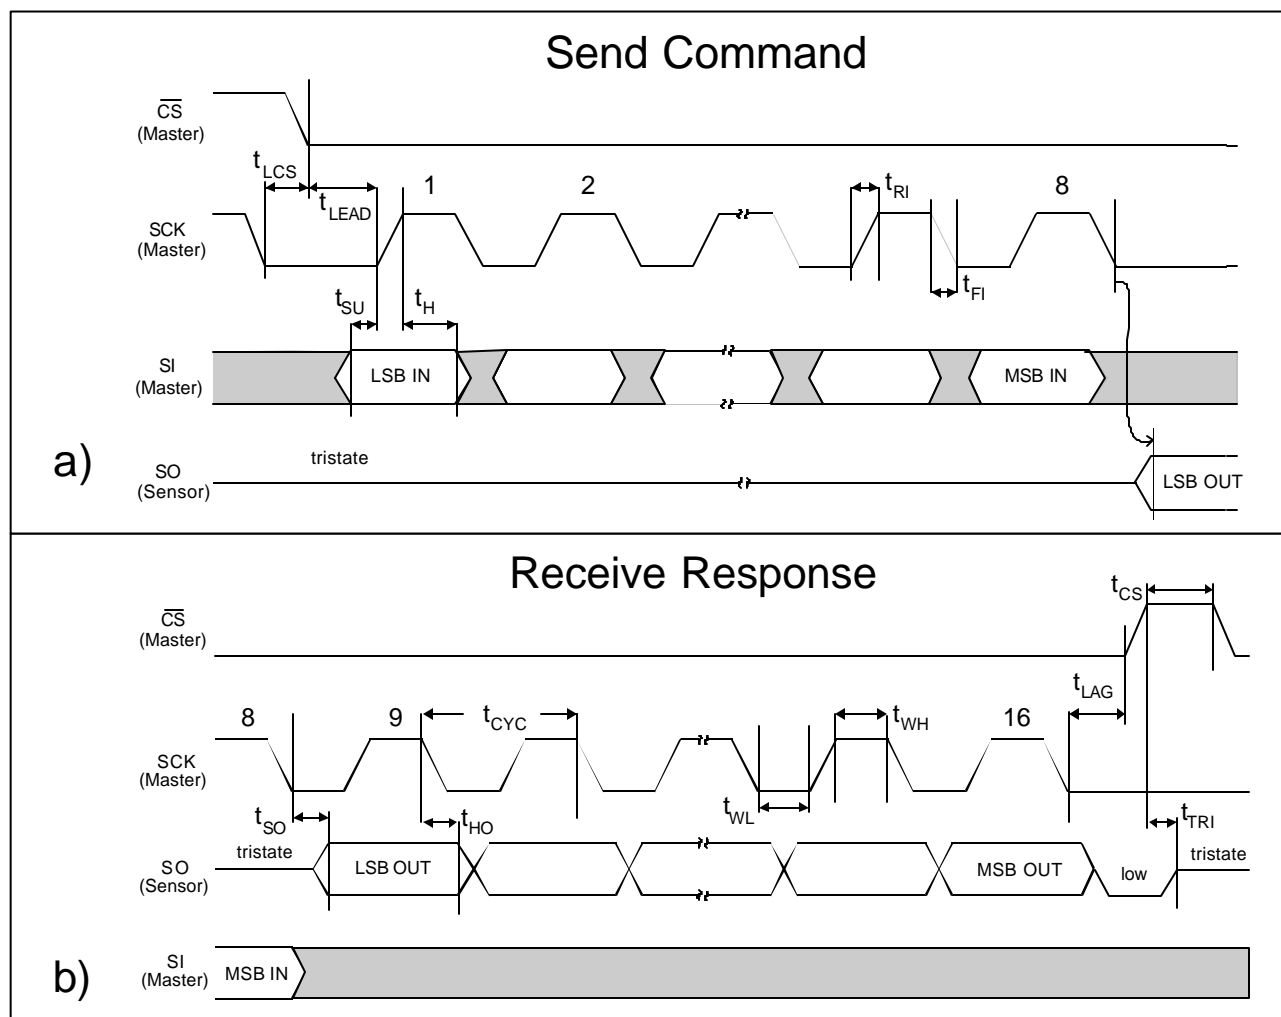 Send Command
CS
(Master)
tLCS
tLEAD
1
2
tRI
8
SCK
(Master)
tSU
tH
tFI
SI
(Master)
LSB IN
MSB IN
a)
tristate
SO
(Sensor)
LSB OUT
Receive Response
tCS
CS
(Master)
tLAG
8
9
tCYC
tWH
16
SCK
(Master)
tSO
tHO
tWL
tTRI
tristate
tristate
SO
(Sensor)
LSB OUT
MSB OUT
low
b)
SI
(Master)
MSB IN